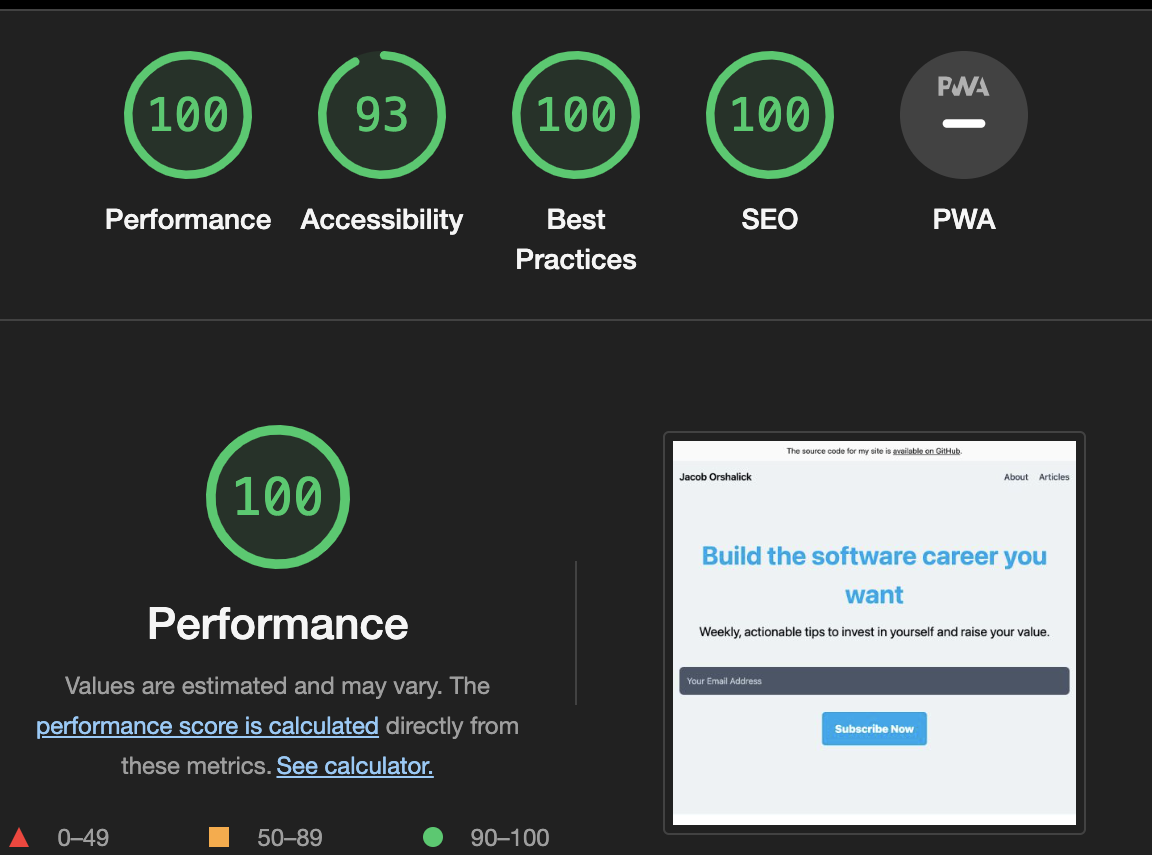 100
93
100
100
PWA
Performance
Accessibility
Best
Practices
SEO
PWA
100
Performance
Values are estimated and may vary. The
performance score is calculated directly from
these metrics. See calculator.
0–49
50–89
90–100
The source code for my site is available on GitHub.
Jacob Orshalick
About
Articles
Build the software career you
want
Weekly, actionable tips to invest in yourself and raise your value.
Your Email Address
Subscribe Now